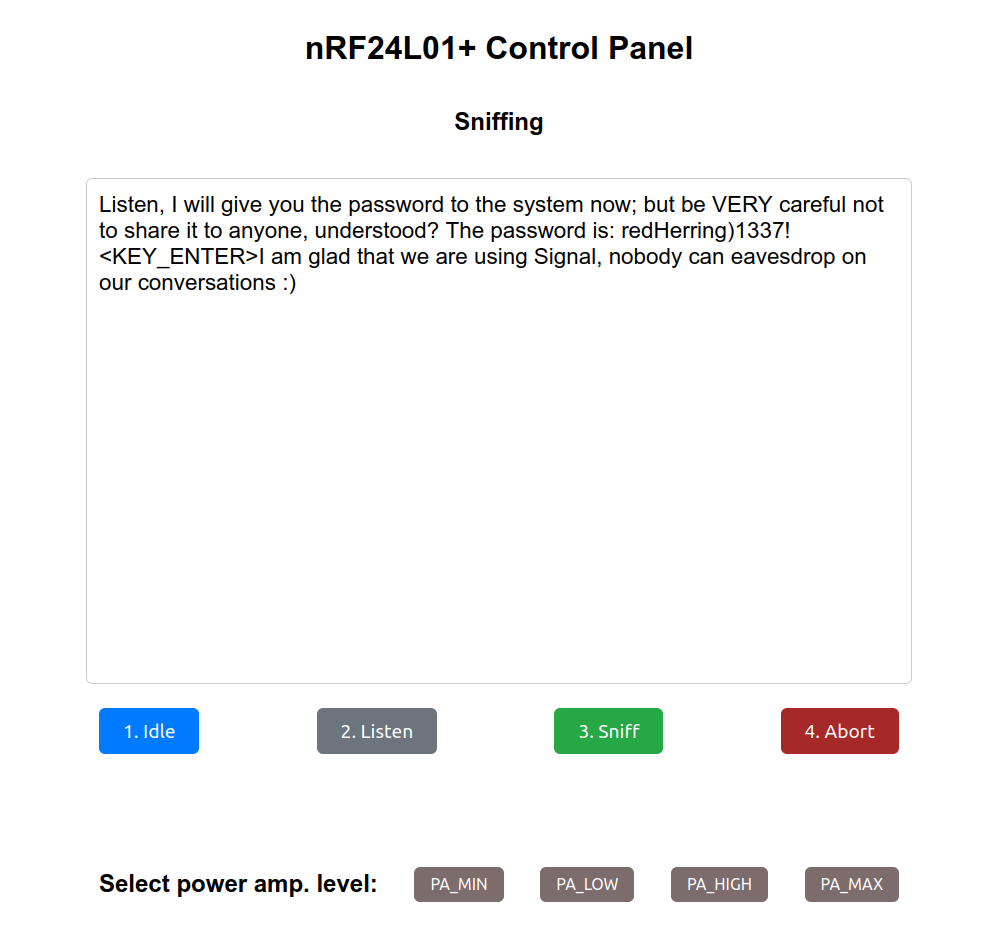 nRF24L01+ Control Panel
Sniffing
Listen, I will give you the password to the system now; but be VERY careful not
to share it to anyone, understood? The password is: redHerring)1337!
<KEY_ENTER>I am glad that we are using Signal, nobody can eavesdrop on
our conversations :)
1. Idle
2. Listen
3. Sniff
4. Abort
Select power amp. level:
PA_MIN
PA_LOW
PA_HIGH
PA_MAX